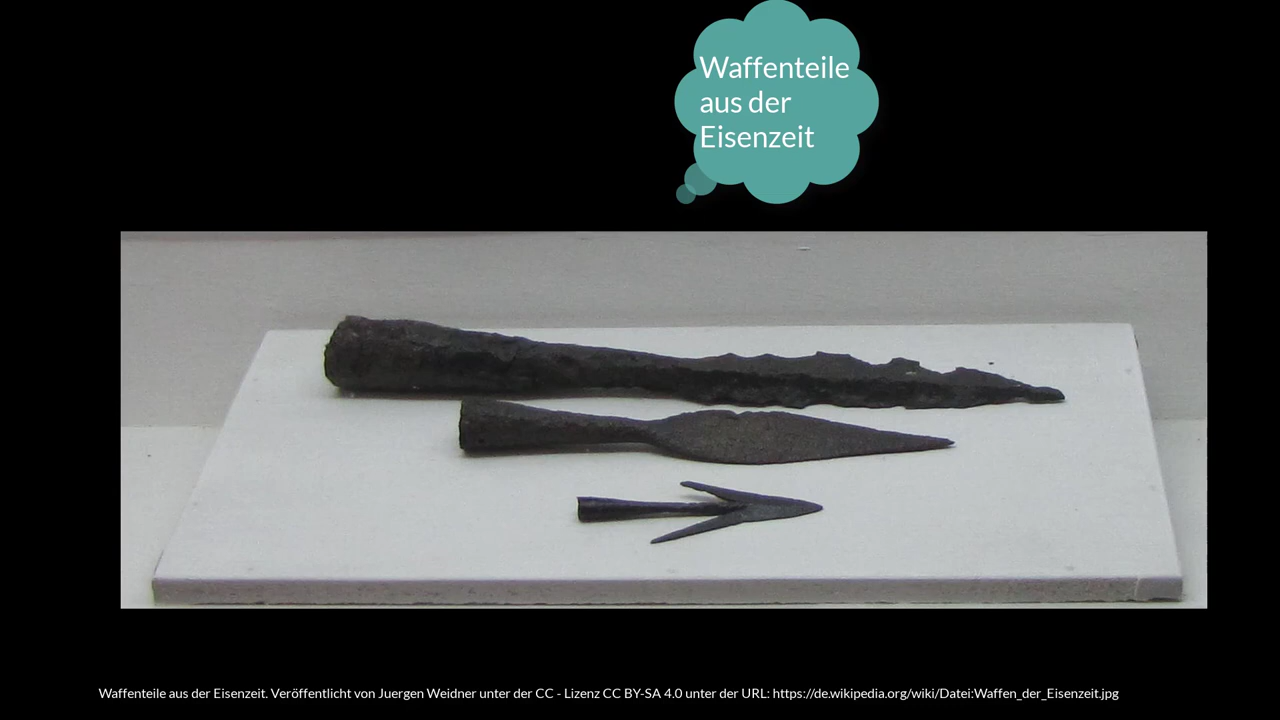 Waffenteile
aus der
Eisenzeit
Waffenteile aus der Eisenzeit. Veröffentlicht von Juergen Weidner unter der CC - Lizenz CC BY-SA 4.0 unter der URL: https://de.wikipedia.org/wiki/Datei:Waffen_der_Eisenzeit.jpg